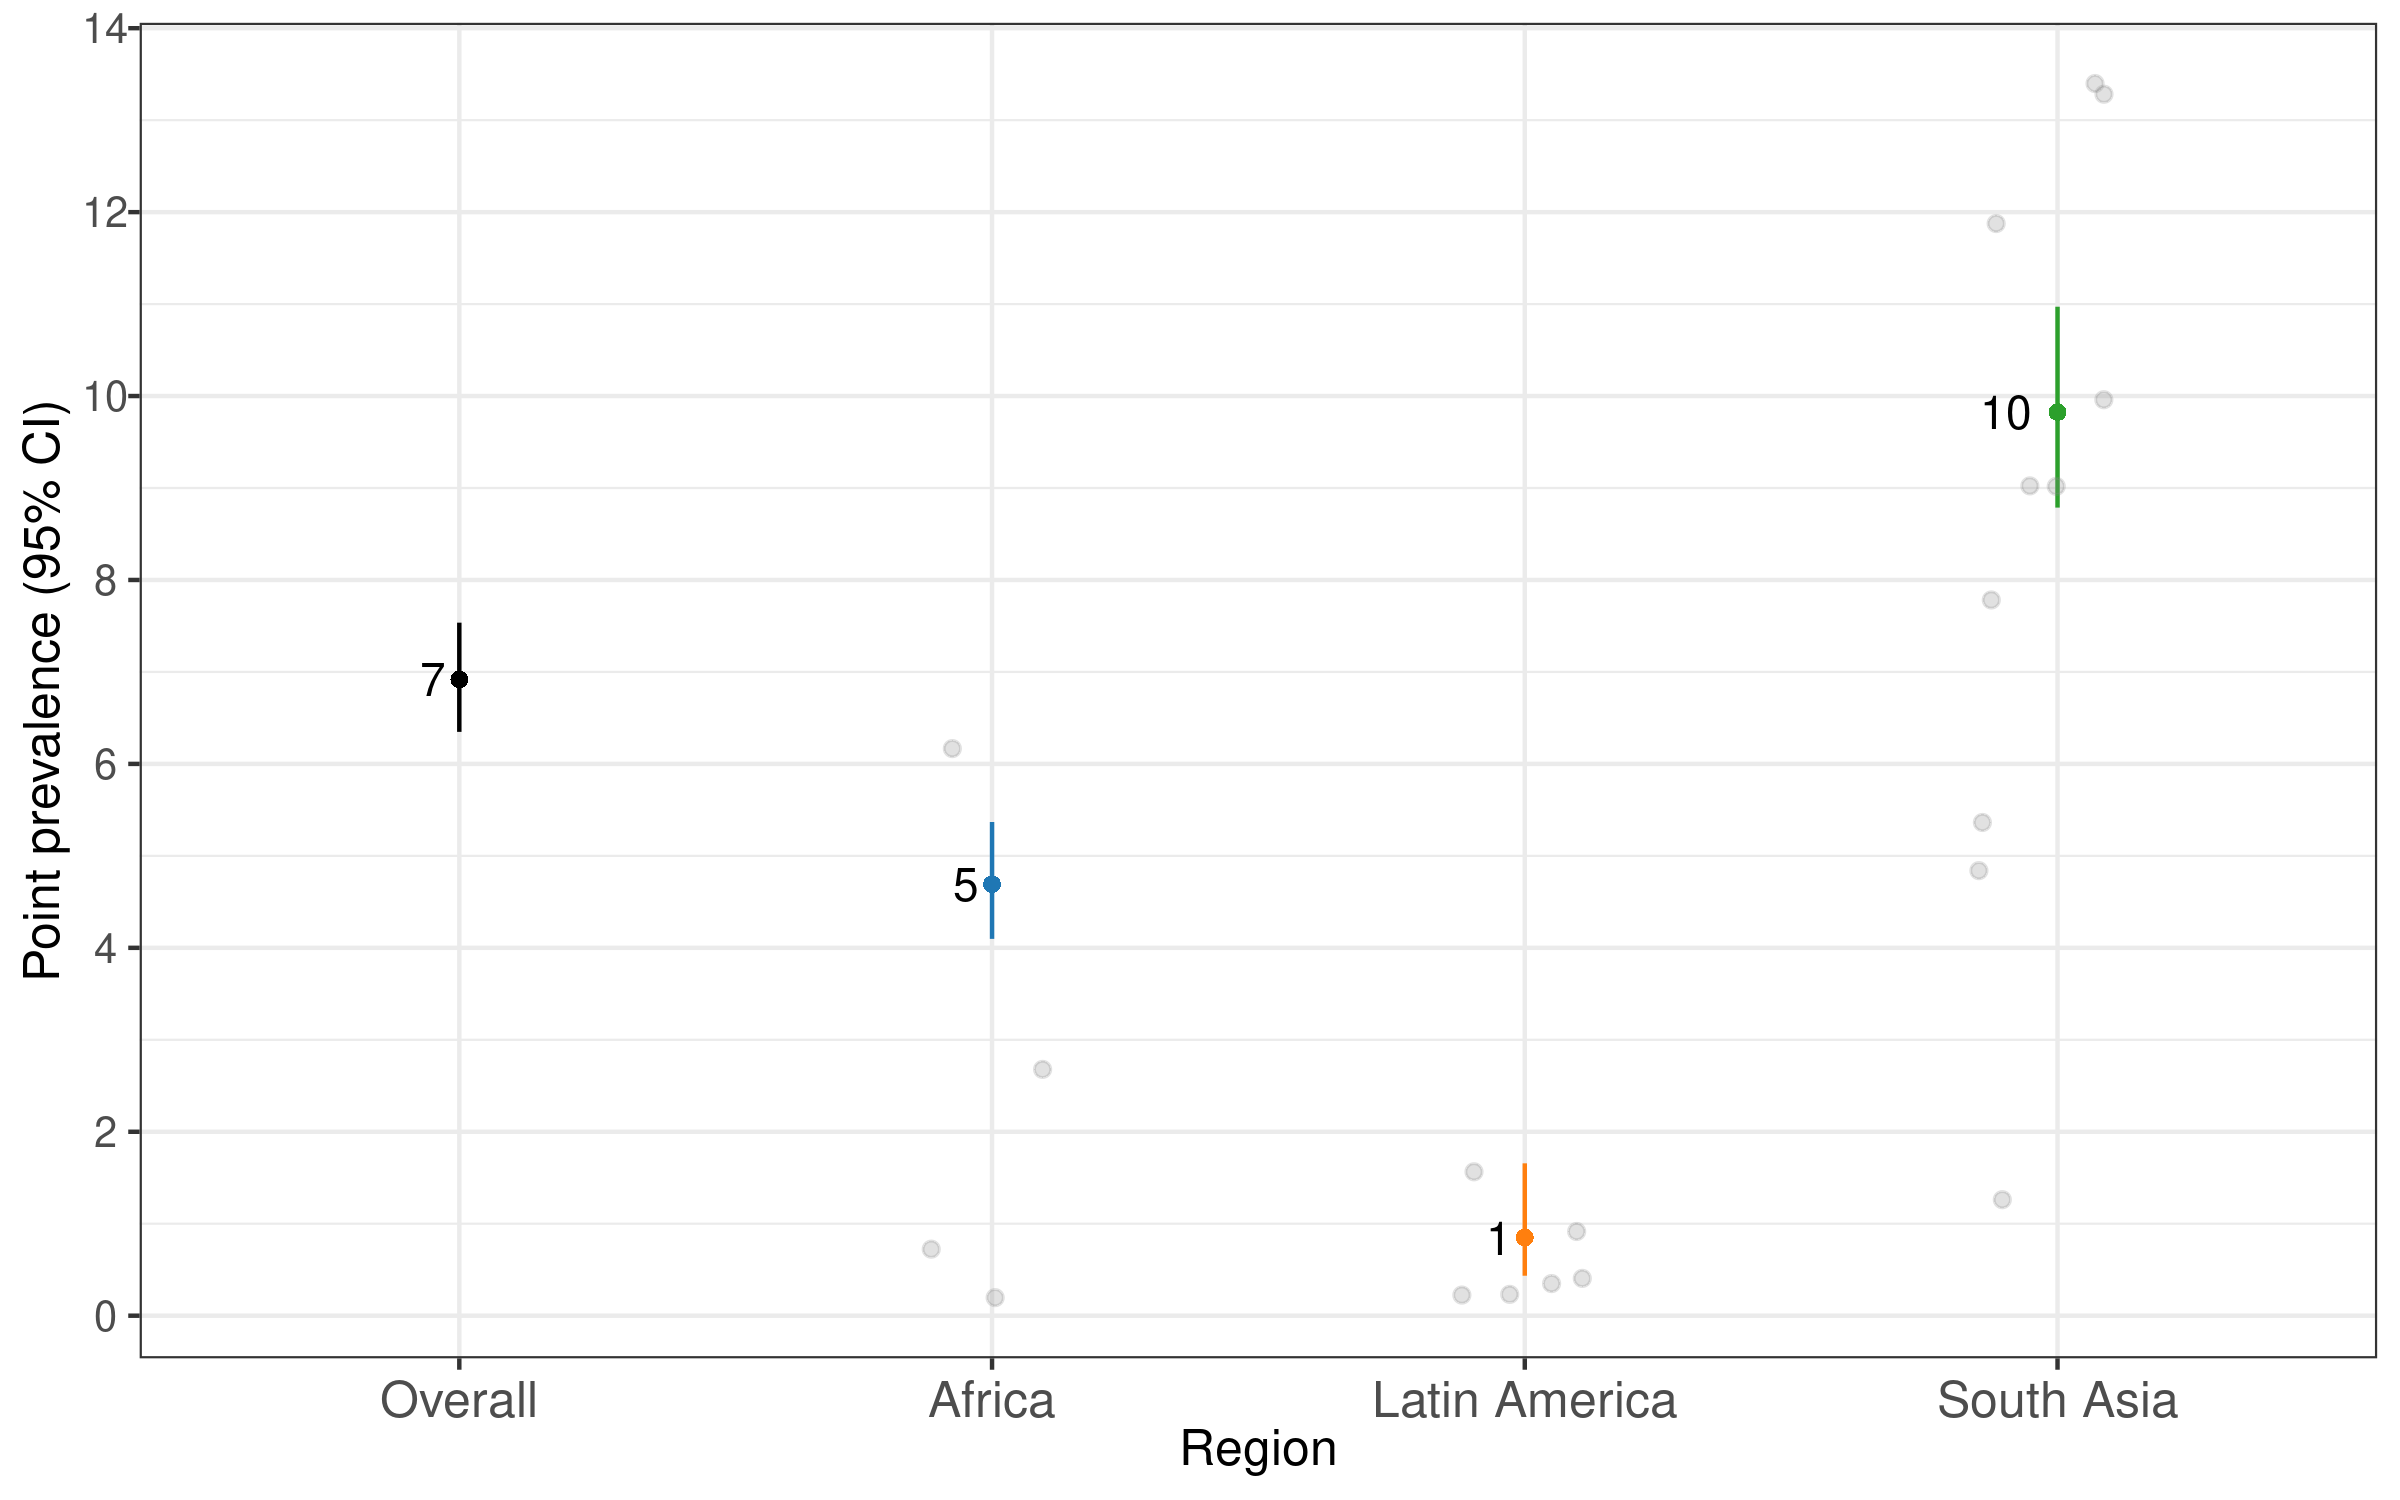 Point prevalence (95% CI)
14
12
10
8
6
4
2
0
7
5
1
10
Overall
Africa
Latin America
South Asia
Region